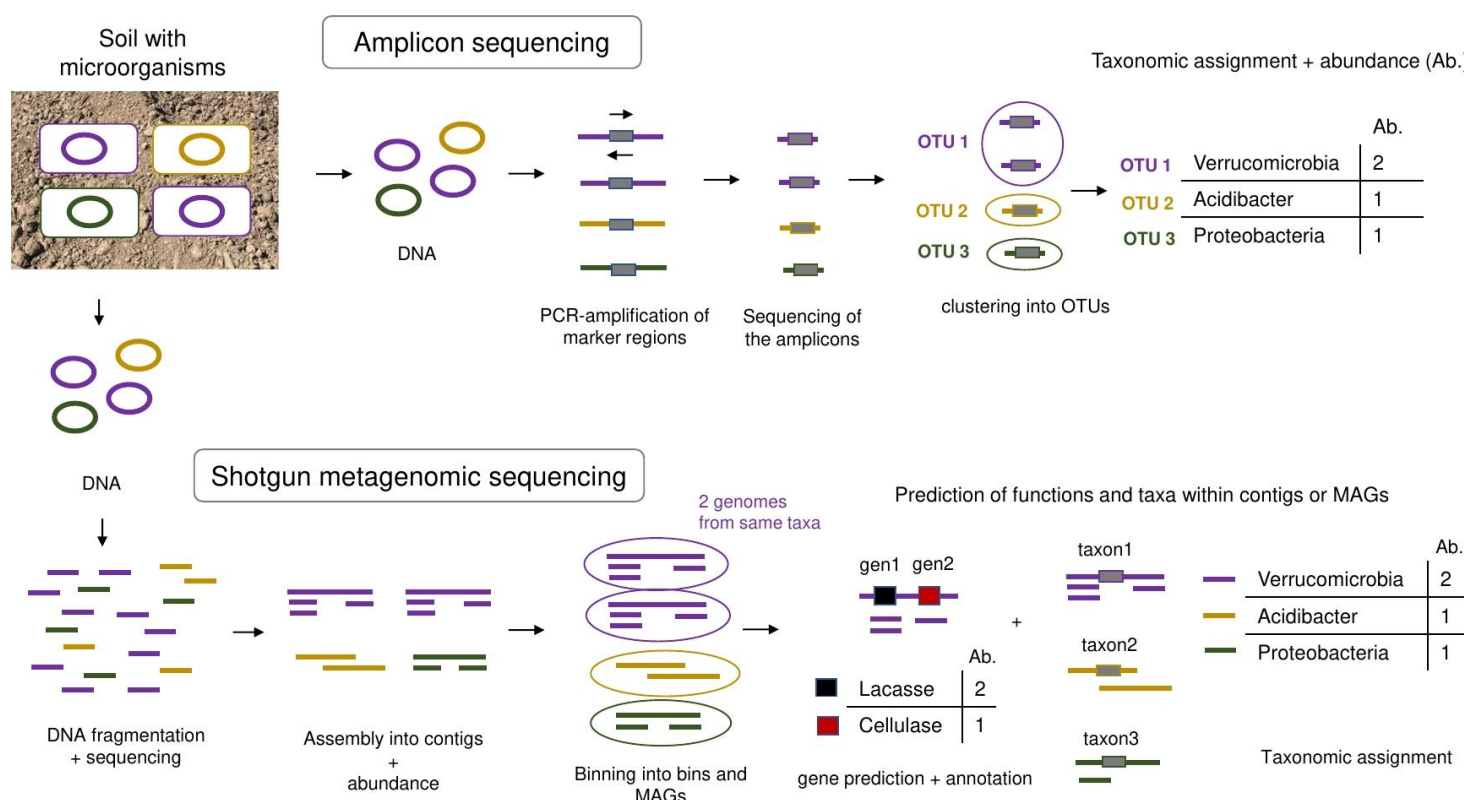 Soil with
microorganisms
Amplicon sequencing
Taxonomic assignment + abundance (Ab.)
DNA
PCR-amplification of
marker regions
Sequencing of
the amplicons
OTU 1
OTU 2
OTU 3
clustering into OTUs
Ab.
OTU 1 Verrucomicrobia 2
OTU 2 Acidibacter 1
OTU 3 Proteobacteria 1
DNA
Shotgun metagenomic sequencing
DNA fragmentation
+ sequencing
Assembly into contigs
+
abundance
2 genomes
from same taxa
Binning into bins and
MAGs
Prediction of functions and taxa within contigs or MAGs
gen1 gen2
Ab.
Lacasse 2
Cellulase 1
gene prediction + annotation
+
taxon1
taxon2
taxon3
Ab.
Verrucomicrobia 2
Acidibacter 1
Proteobacteria 1
Taxonomic assignment